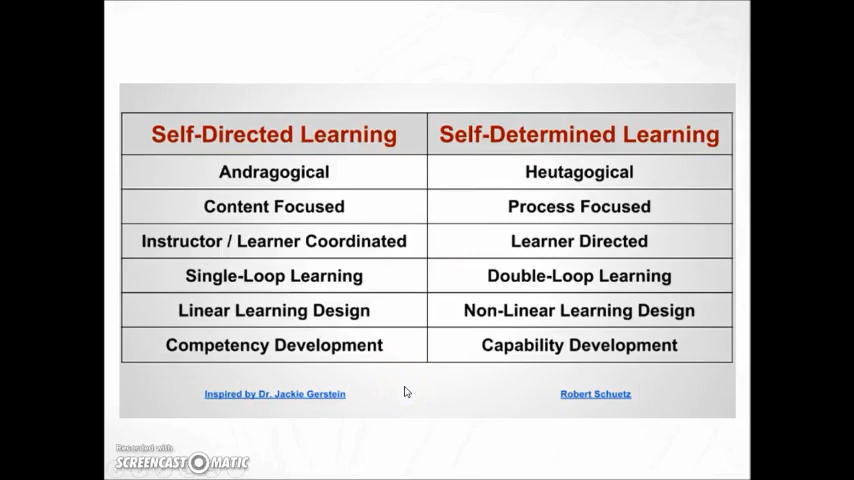 Self-Directed Learning Self-Determined Learning
Andragogical Heutagogical
Content Focused Process Focused
Instructor / Learner Coordinated Learner Directed
Single-Loop Learning Double-Loop Learning
Linear Learning Design Non-Linear Learning Design
Competency Development Capability Development
Inspired by Dr. Jackie Gerstein Robert Schuetz
Recorded with
SCREENCAST O MATIC